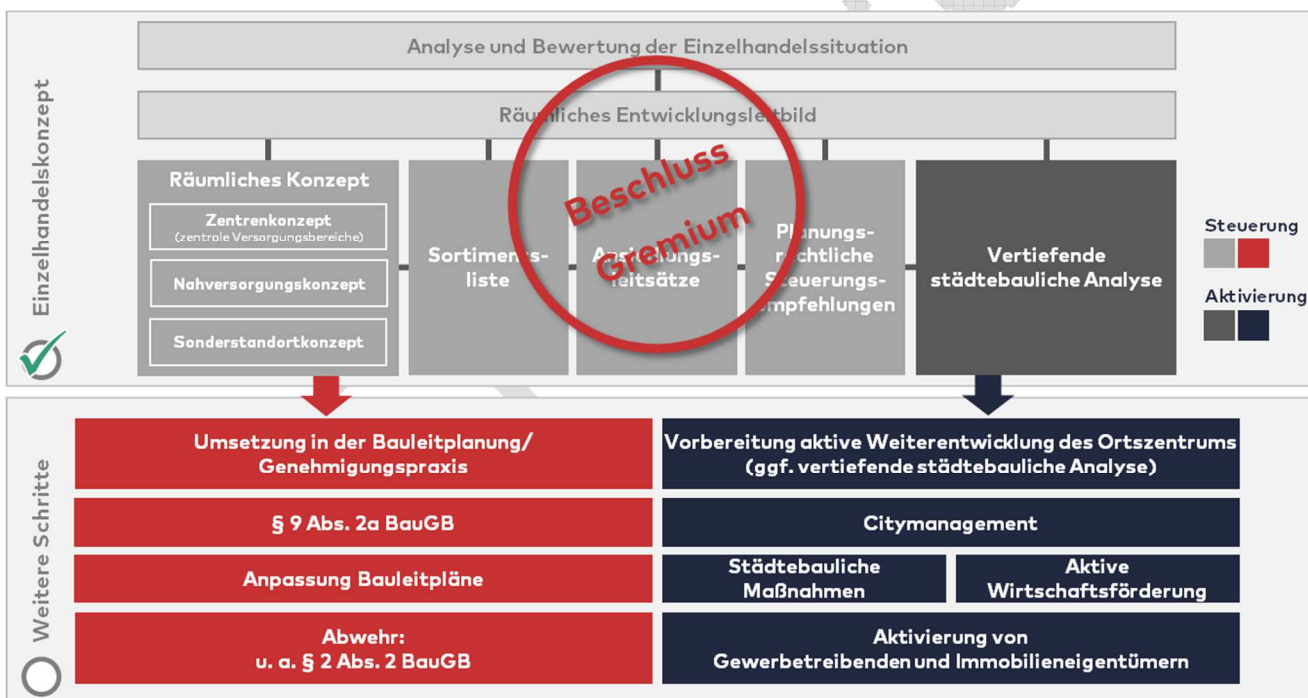 Einzelhandelskonzept
Analyse und Bewertung der Einzelhandelssituation
Räumliches Entwicklungsleitbild
Räumliches Konzept
Zentrenkonzept
(zentrale Versorgungsbereiche)
Nahversorgungskonzept
Sonderstandortkonzept
Sortiments-
liste
Ansiedlungs-
leitsätze
Planungs-
rechtliche
Steuerungs-
empfehlungen
Vertiefende
städtebauliche Analyse
Beschluss
Gremium
Steuerung
Aktivierung
Weitere Schritte
Umsetzung in der Bauleitplanung/
Genehmigungspraxis
§ 9 Abs. 2a BauGB
Anpassung Bauleitpläne
Abwehr:
u. a. § 2 Abs. 2 BauGB
Vorbereitung aktive Weiterentwicklung des Ortszentrums
(ggf. vertiefende städtebauliche Analyse)
Citymanagement
Städtebauliche
Maßnahmen
Aktive
Wirtschaftsförderung
Aktivierung von
Gewerbetreibenden und Immobilieneigentümern